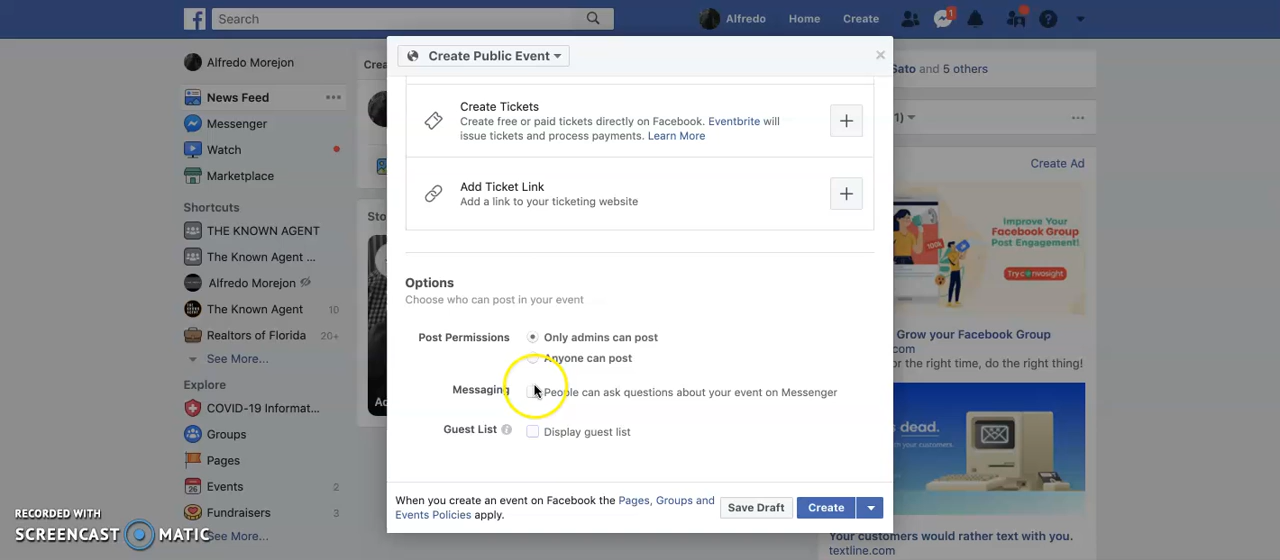 Search
Alfredo
Home
Create
1
Create Public Event
Alfredo Morejon
News Feed
Messenger
Watch
Marketplace
Shortcuts
THE KNOWN AGENT
The Known Agent ...
Alfredo Morejon
The Known Agent 10
Realtors of Florida 20+
See More...
Explore
COVID-19 Informat...
Groups
Pages
Events 2
Fundraisers 3
See More...
Create Tickets
Create free or paid tickets directly on Facebook. Eventbrite will
issue tickets and process payments. Learn More
Add Ticket Link
Add a link to your ticketing website
Options
Choose who can post in your event
Post Permissions
Only admins can post
Anyone can post
Messaging
People can ask questions about your event on Messenger
Guest List
Display guest list
When you create an event on Facebook the Pages, Groups and
Events Policies apply.
Save Draft
Create
Sato and 5 others
1)
Create Ad
IMPROVE YOUR
Facebook Group
Post Engagement?
Grow your Facebook Group
.com
or the right time, do the right thing!
s dead.
Your customers would rather text with you.
textline.com
RECORDED WITH
SCREENCAST MATIC